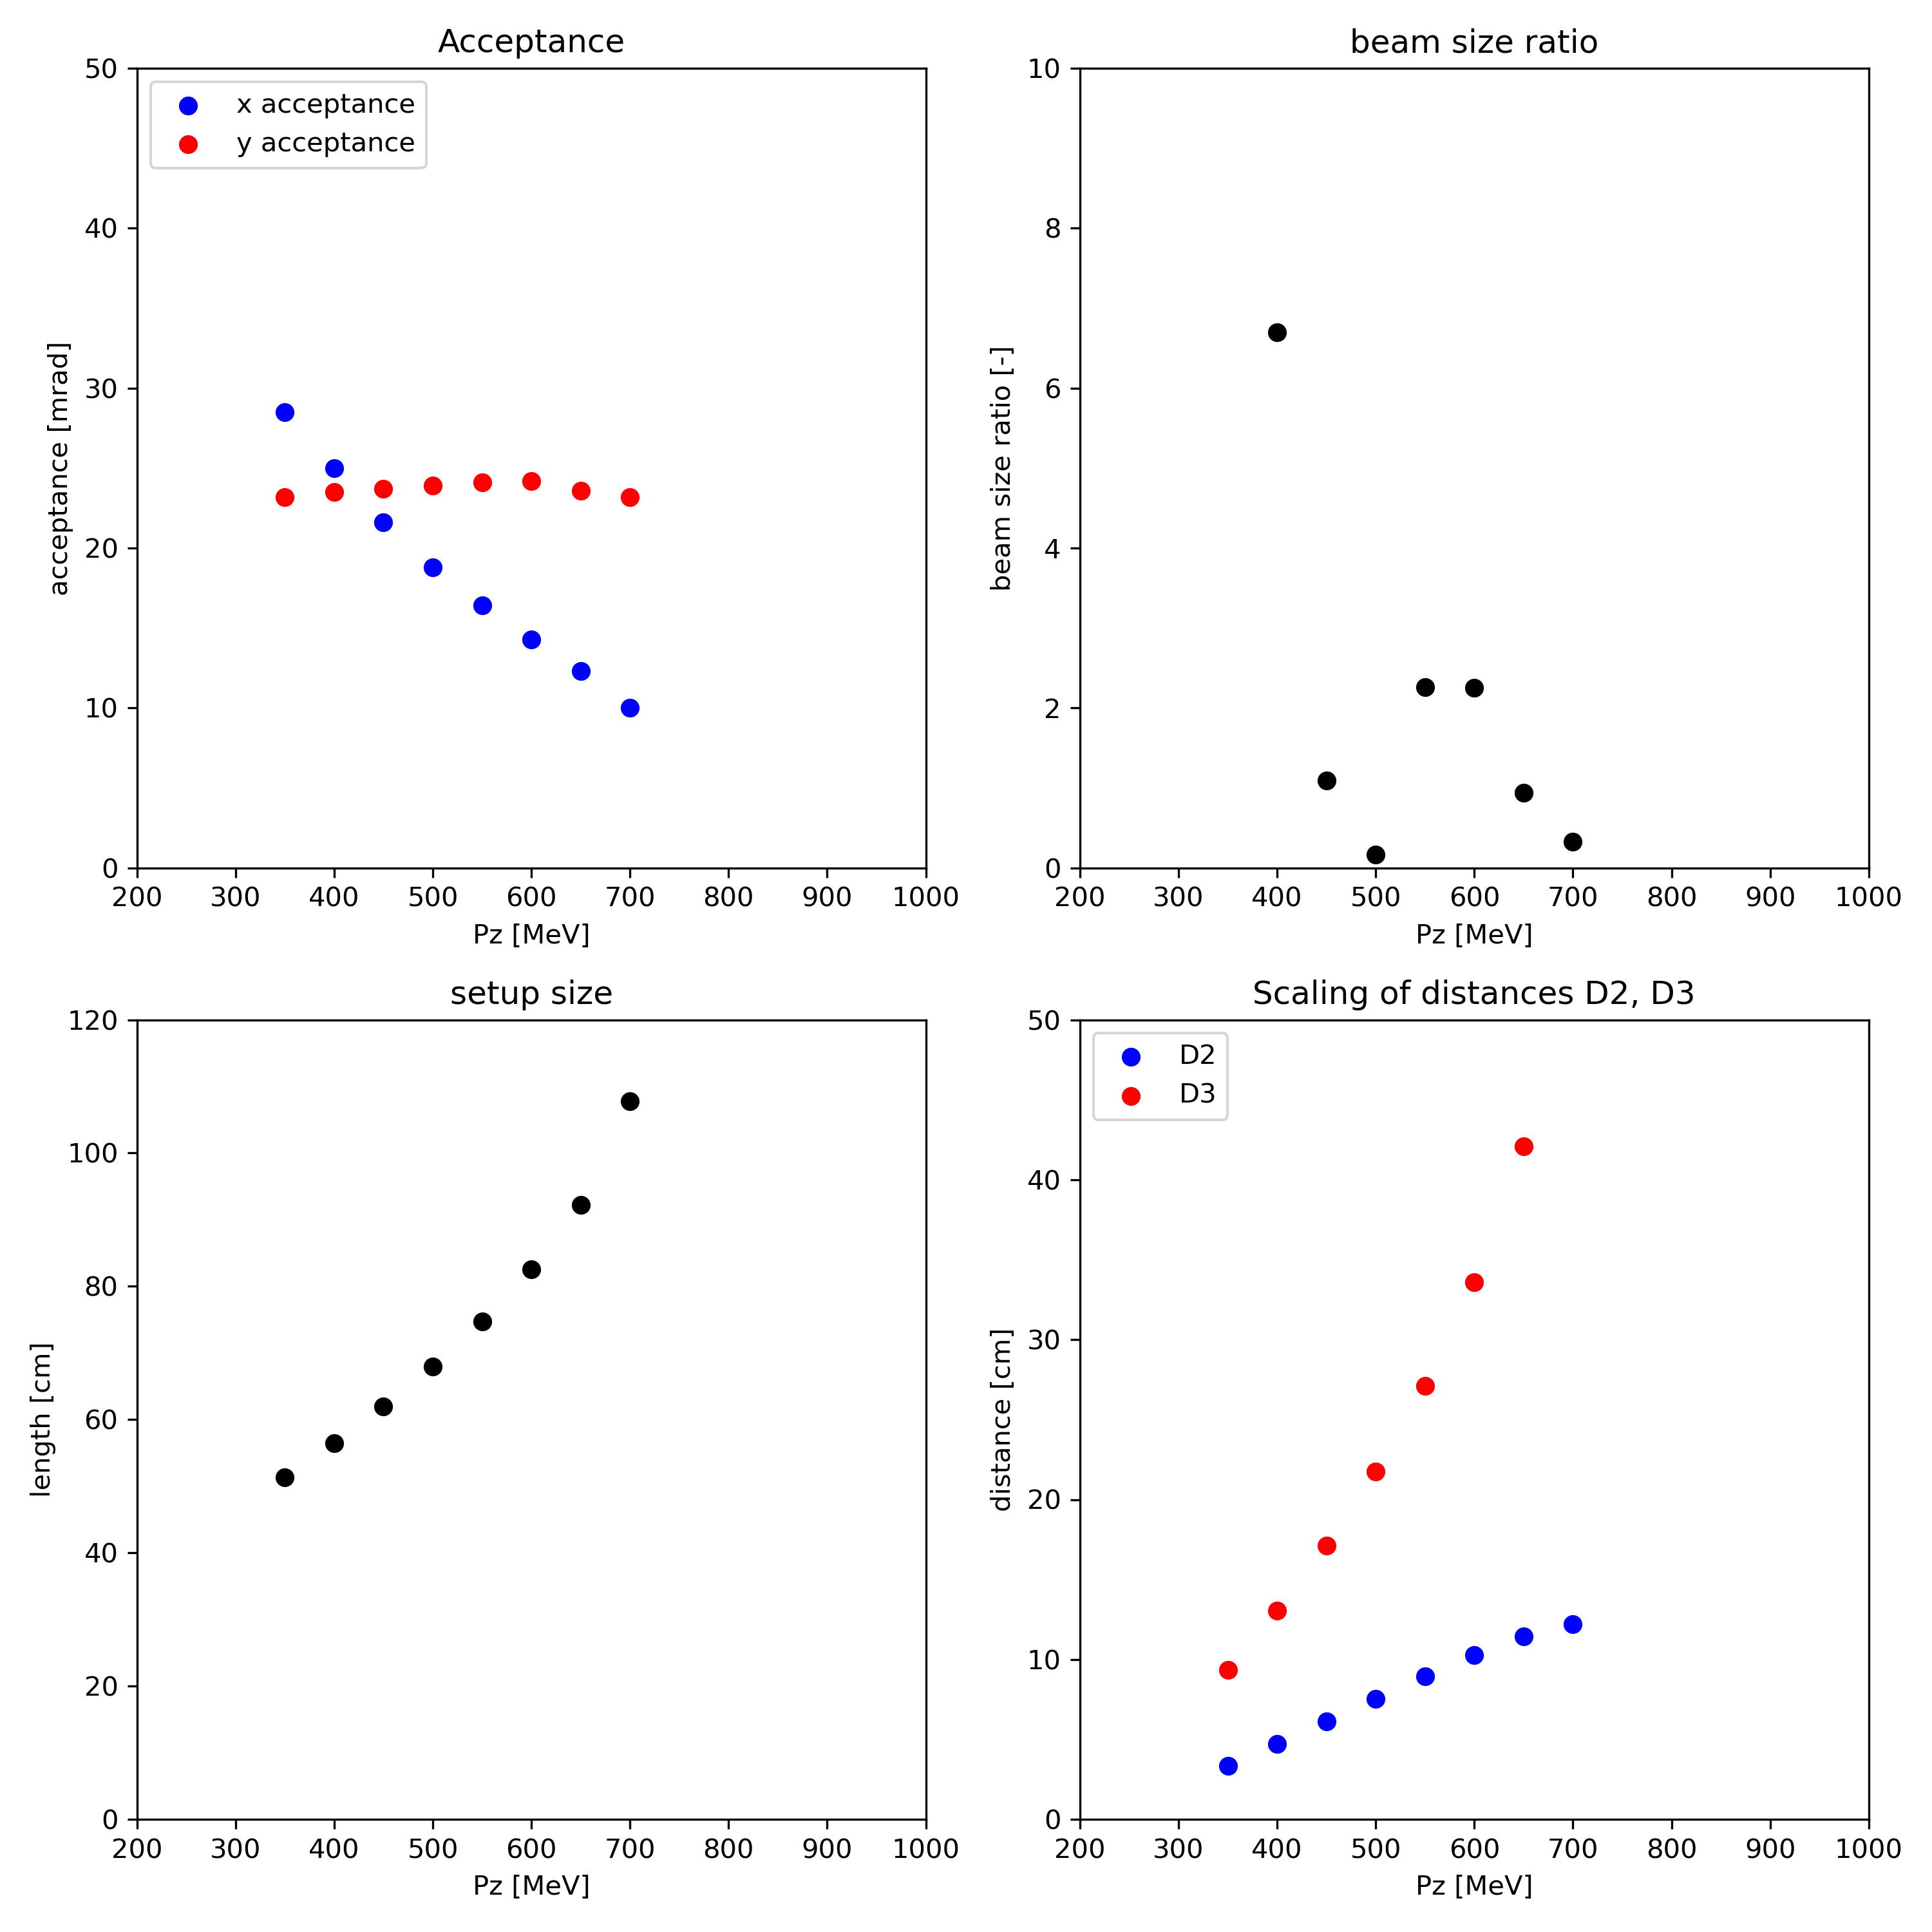 Acceptance
50
40
30
20
10
0
acceptance [mrad]
x acceptance
y acceptance
200 300 400 500 600 700 800 900 1000
Pz [MeV]
beam size ratio
10
8
6
4
2
0
beam size ratio [-]
200 300 400 500 600 700 800 900 1000
Pz [MeV]
setup size
120
100
80
60
40
20
0
length [cm]
200 300 400 500 600 700 800 900 1000
Pz [MeV]
Scaling of distances D2, D3
50
40
30
20
10
0
distance [cm]
D2
D3
200 300 400 500 600 700 800 900 1000
Pz [MeV]